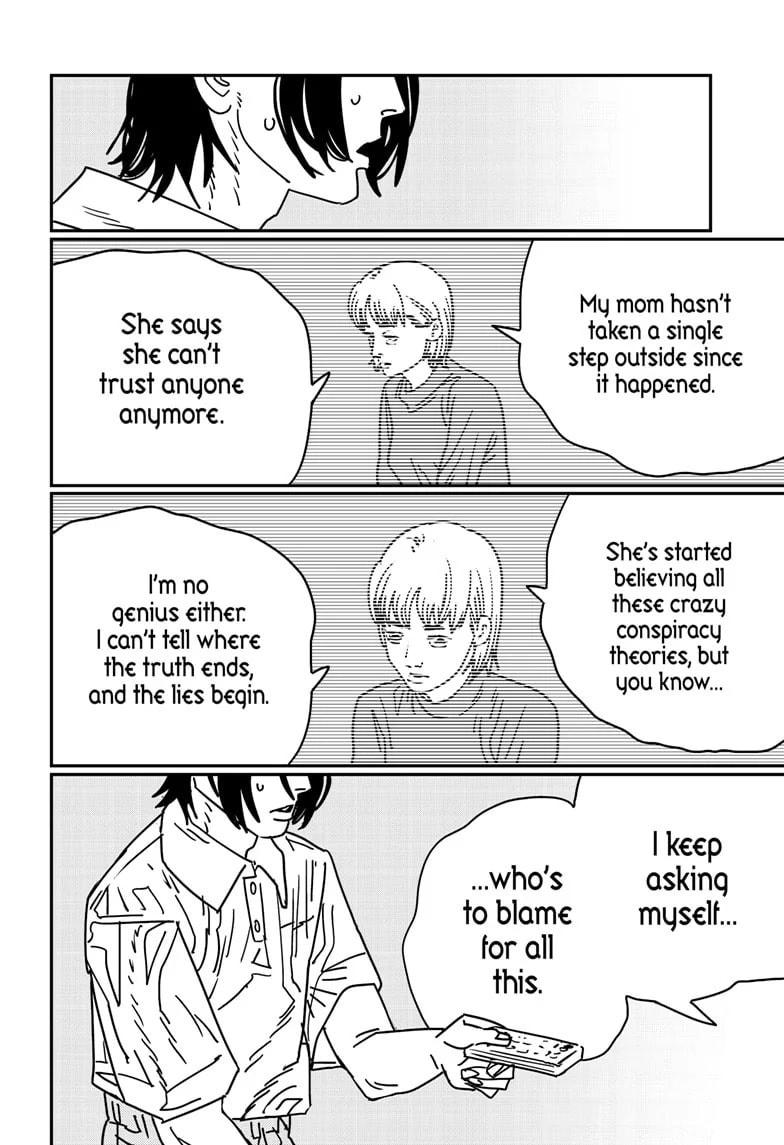 My mom hasn't
taken a single
step outside since
it happened.
She says
she can't
trust anyone
anymore.
She's started
believing all
these crazy
conspiracy
theories, but
you know...
I'm no
genius either.
I can't tell where
the truth ends,
and the lies begin.
I keep
asking
myself...
...who's
to blame
for all
this.